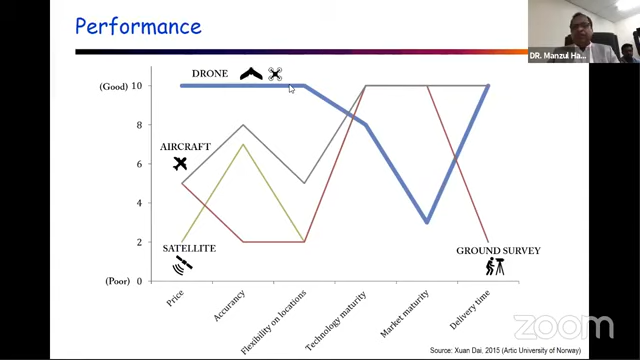 Performance
DR. Manzul Ha...
DRONE
(Good) 10
8
AIRCRAFT
6
4
SATELLITE
2
GROUND SURVEY
(Poor) 0
Price
Accurancy
Flexibility on locations
Technology maturity
Market maturity
Delivery time
zoom
Source: Xuan Dai, 2015 (Artic University of Norway)